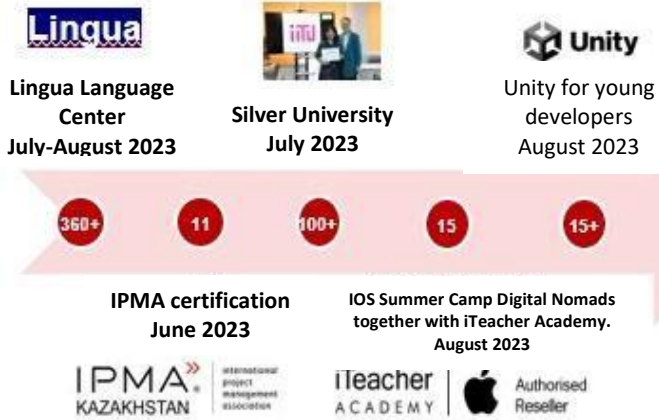 Lingua
iitu
Unity
Lingua Language
Center
July-August 2023
Silver University
July 2023
Unity for young
developers
August 2023
360+
11
100+
15
15+
IPMA certification
June 2023
IOS Summer Camp Digital Nomads
together with iTeacher Academy.
August 2023
IPMA
KAZAKHSTAN
international
project
management
association
iTeacher
ACADEMY
Authorised
Reseller